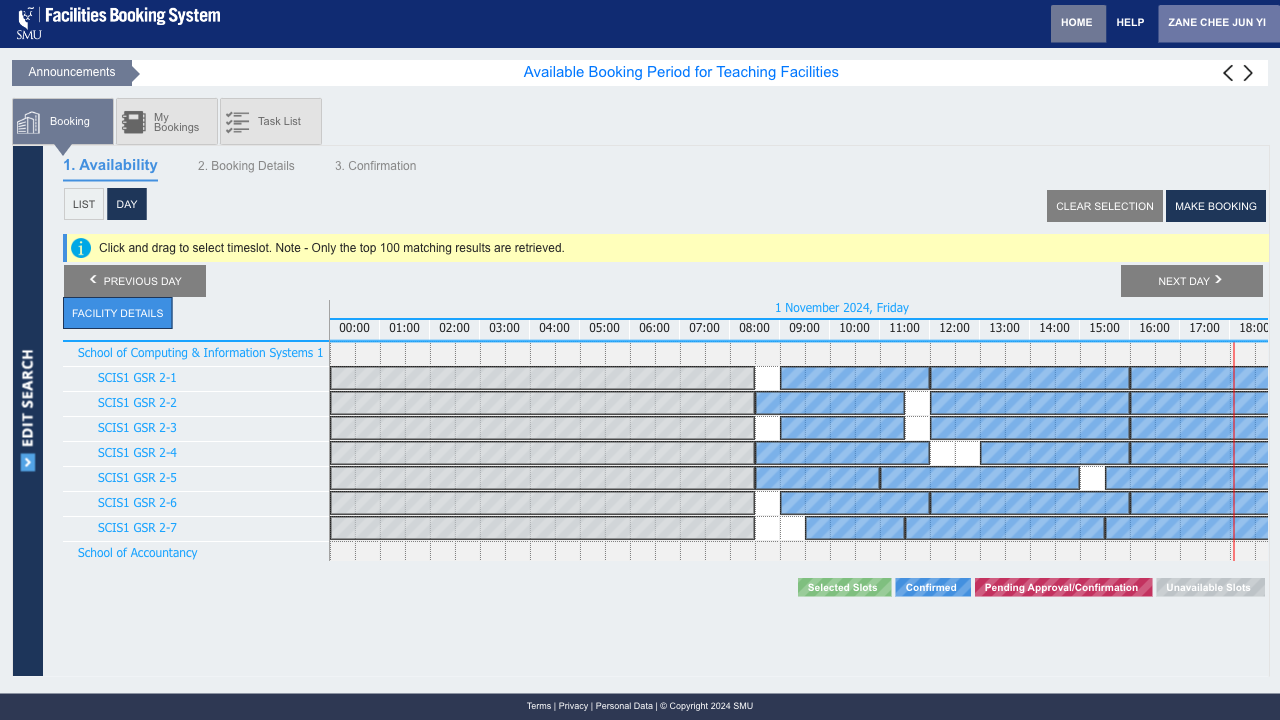 SMU
Facilities Booking System
HOME
HELP
ZANE CHEE JUN YI
Announcements
Available Booking Period for Teaching Facilities
Booking
My
Bookings
Task List
1. Availability
2. Booking Details
3. Confirmation
LIST
DAY
CLEAR SELECTION
MAKE BOOKING
Click and drag to select timeslot. Note - Only the top 100 matching results are retrieved.
PREVIOUS DAY
NEXT DAY
FACILITY DETAILS
1 November 2024, Friday
00:00 01:00 02:00 03:00 04:00 05:00 06:00 07:00 08:00 09:00 10:00 11:00 12:00 13:00 14:00 15:00 16:00 17:00 18:00
EDIT SEARCH
School of Computing & Information Systems 1
SCIS1 GSR 2-1
SCIS1 GSR 2-2
SCIS1 GSR 2-3
SCIS1 GSR 2-4
SCIS1 GSR 2-5
SCIS1 GSR 2-6
SCIS1 GSR 2-7
School of Accountancy
Selected Slots
Confirmed
Pending Approval/Confirmation
Unavailable Slots
Terms | Privacy | Personal Data | © Copyright 2024 SMU